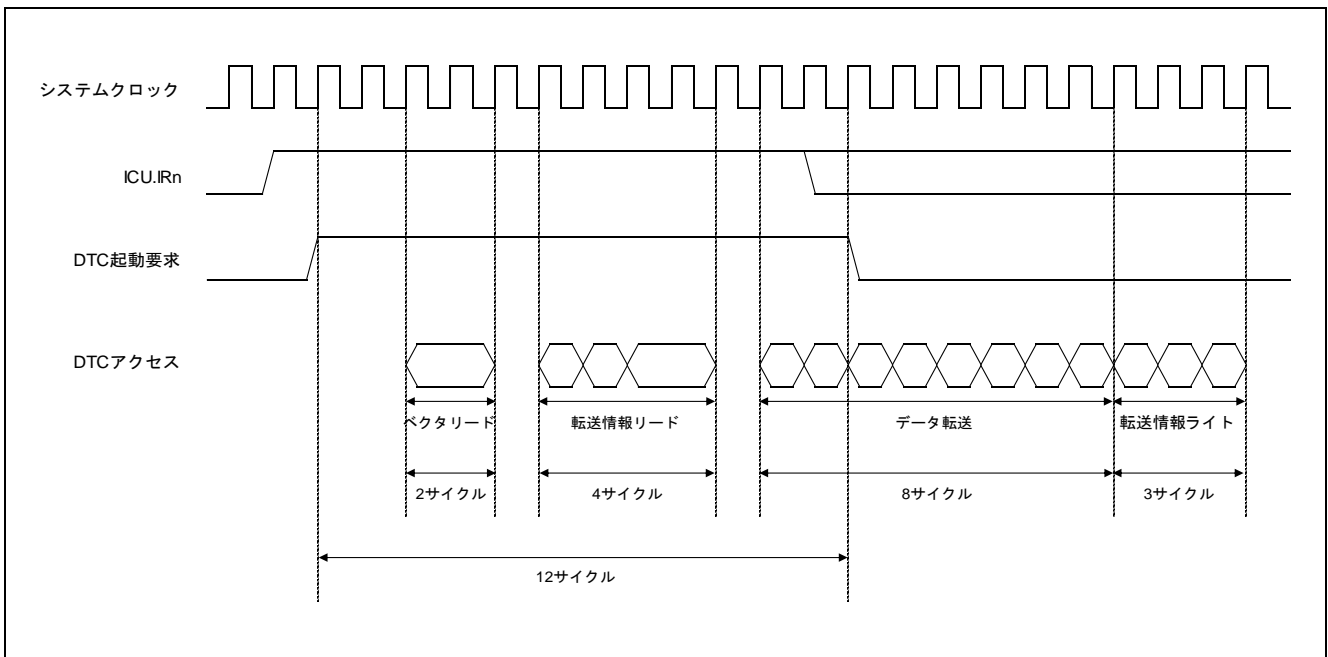 システムクロック
ICU.IRn
DTC起動要求
DTCアクセス
ベクタリード
転送情報リード
データ転送
転送情報ライト
2サイクル
4サイクル
8サイクル
3サイクル
12サイクル